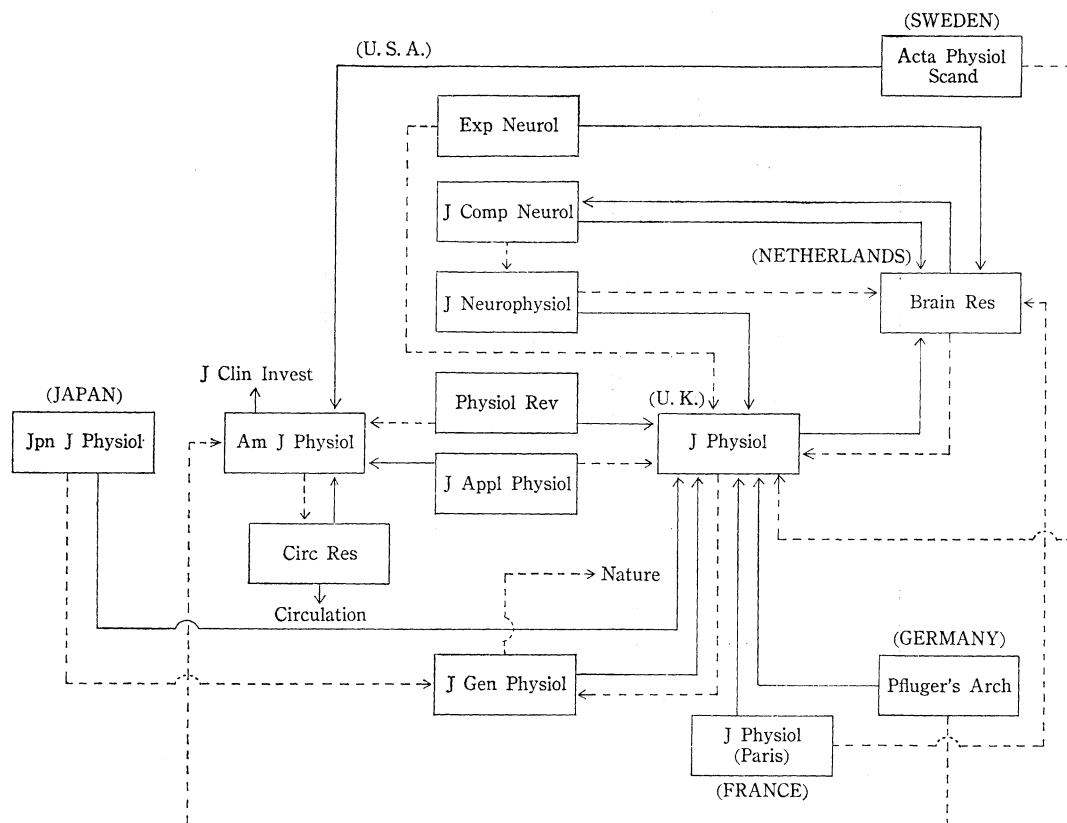 (SWEDEN)
(U. S. A.)
Acta Physiol
Scand
Exp Neurol
J Comp Neurol
(NETHERLANDS)
J Neurophysiol
Brain Res
J Clin Invest
(JAPAN)
Physiol Rev
(U. K.)
Jpn J Physiol
Am J Physiol
J Physiol
J Appl Physiol
Circ Res
Nature
Circulation
(GERMANY)
J Gen Physiol
Pfluger's Arch
J Physiol
(Paris)
(FRANCE)